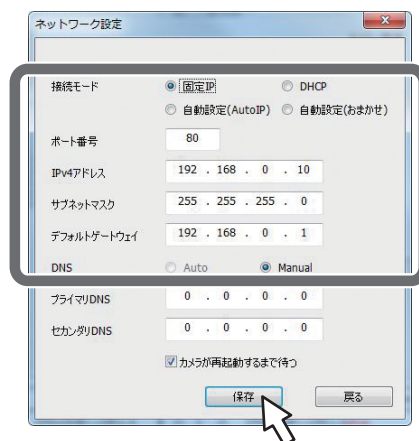 ネットワーク設定
接続モード 固定IP DHCP
自動設定(AutoIP) 自動設定(おまかせ)
ポート番号 80
IPv4アドレス 192 . 168 . 0 . 10
サブネットマスク 255 . 255 . 255 . 0
デフォルトゲートウェイ 192 . 168 . 0 . 1
DNS Auto Manual
プライマリDNS 0 . 0 . 0 . 0
セカンダリDNS 0 . 0 . 0 . 0
カメラが再起動するまで待つ
保存 戻る